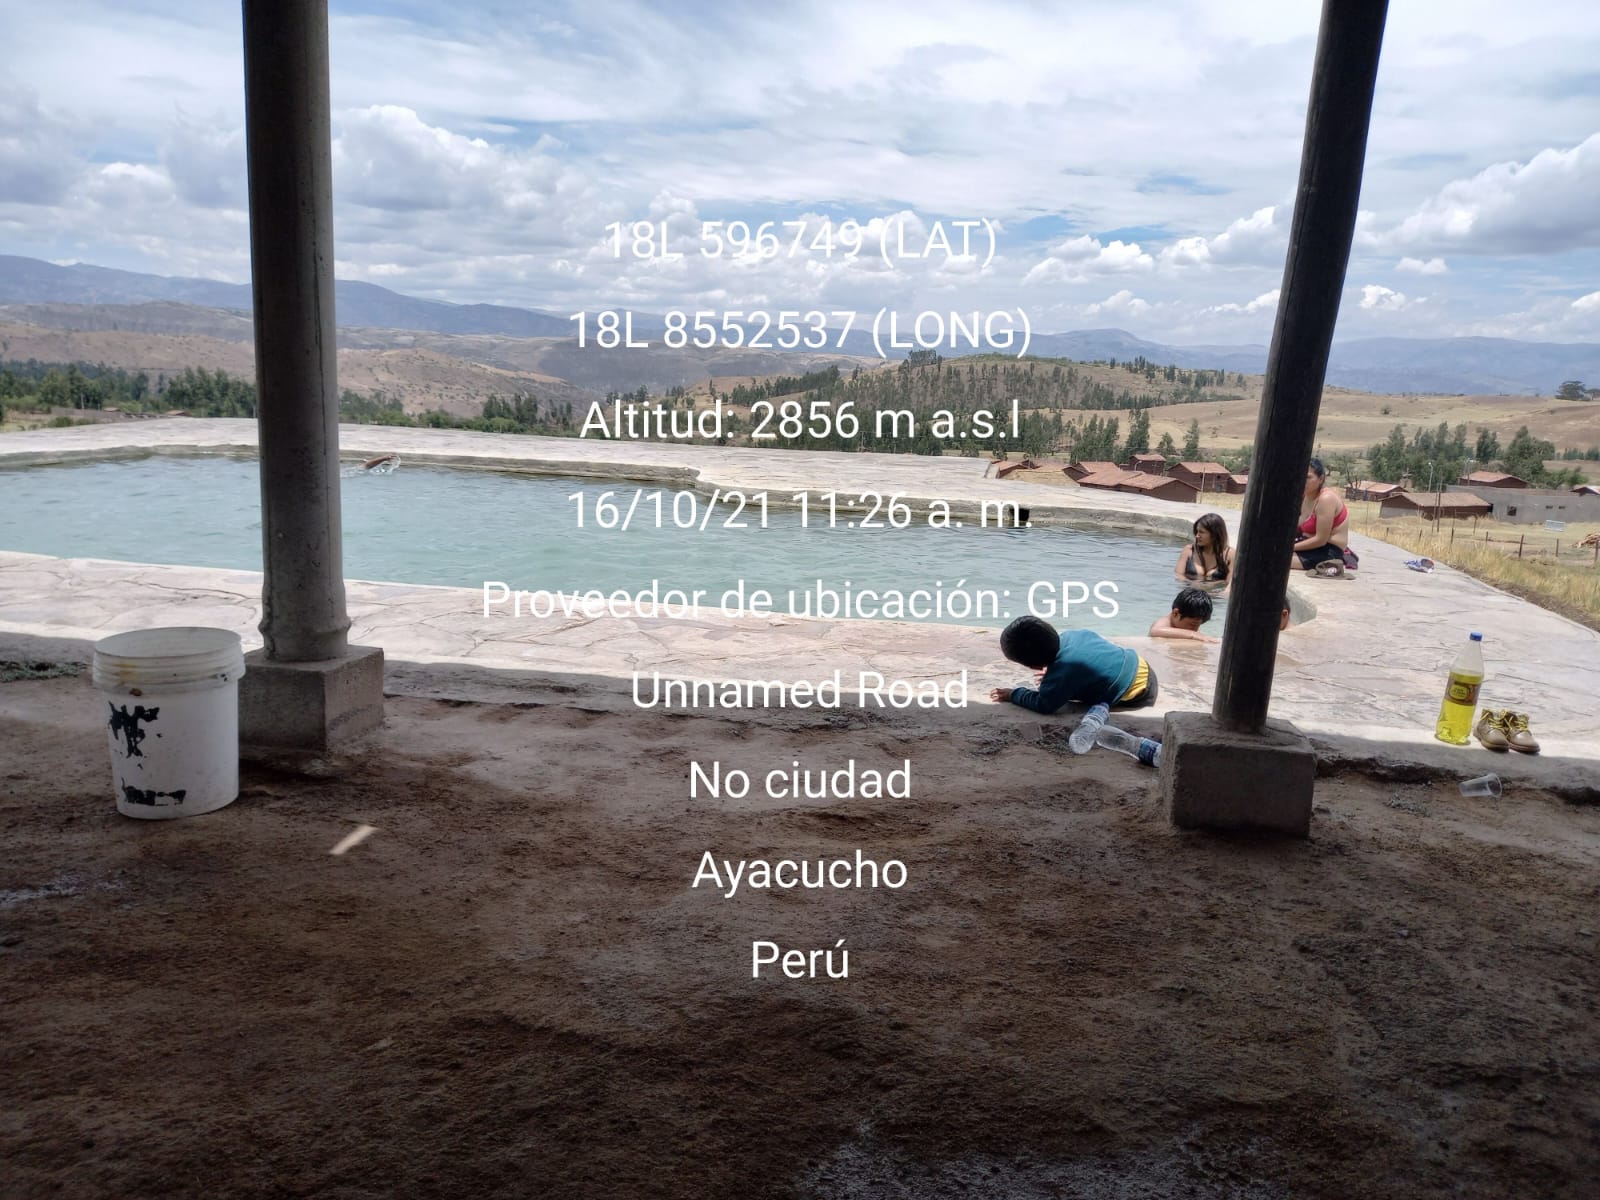 18L 596749 (LAT)
18L 8552537 (LONG)
Altitud: 2856 m a.s.l
16/10/21 11:26 a. m.
Proveedor de ubicación: GPS
Unnamed Road
No ciudad
Ayacucho
Perú